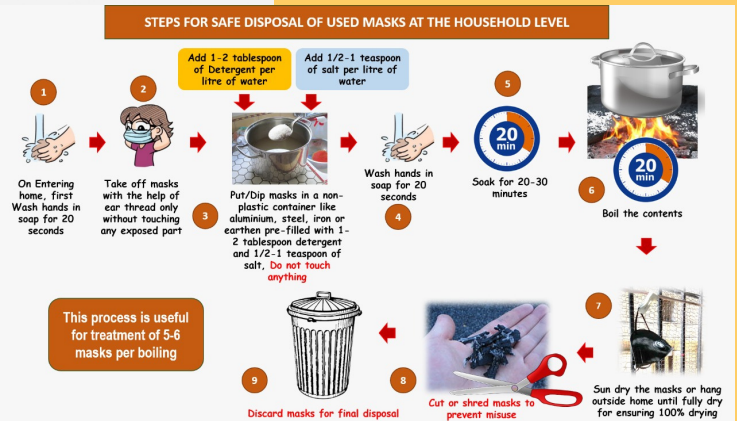 STEPS FOR SAFE DISPOSAL OF USED MASKS AT THE HOUSEHOLD LEVEL
1
On Entering
home, first
Wash hands in
soap for 20
seconds
2
Take off masks
with the help of
ear thread only
without touching
any exposed part
Add 1-2 tablespoon
of Detergent per
litre of water
Add 1/2-1 teaspoon
of salt per litre of
water
3
Put/Dip masks in a non-
plastic container like
aluminium, steel, iron or
earthen pre-filled with 1-
2 tablespoon detergent
and 1/2-1 teaspoon of
salt, Do not touch
anything
Wash hands in
soap for 20
seconds
4
5
20
min
Soak for 20-30
minutes
20
min
6
Boil the contents
7
Sun dry the masks or hang
outside home until fully dry
for ensuring 100% drying
8
Cut or shred masks to
prevent misuse
9
Discard masks for final disposal
This process is useful
for treatment of 5-6
masks per boiling